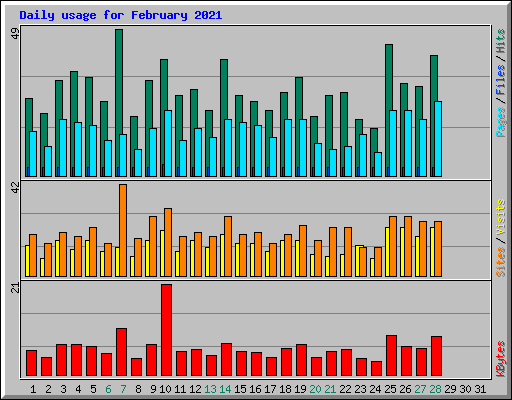 Daily usage for February 2021
49
Pages/Files/Hits
42
Sites/Visits
21
KBytes
1 2 3 4 5 6 7 8 9 10 11 12 13 14 15 16 17 18 19 20 21 22 23 24 25 26 27 28 29 30 31